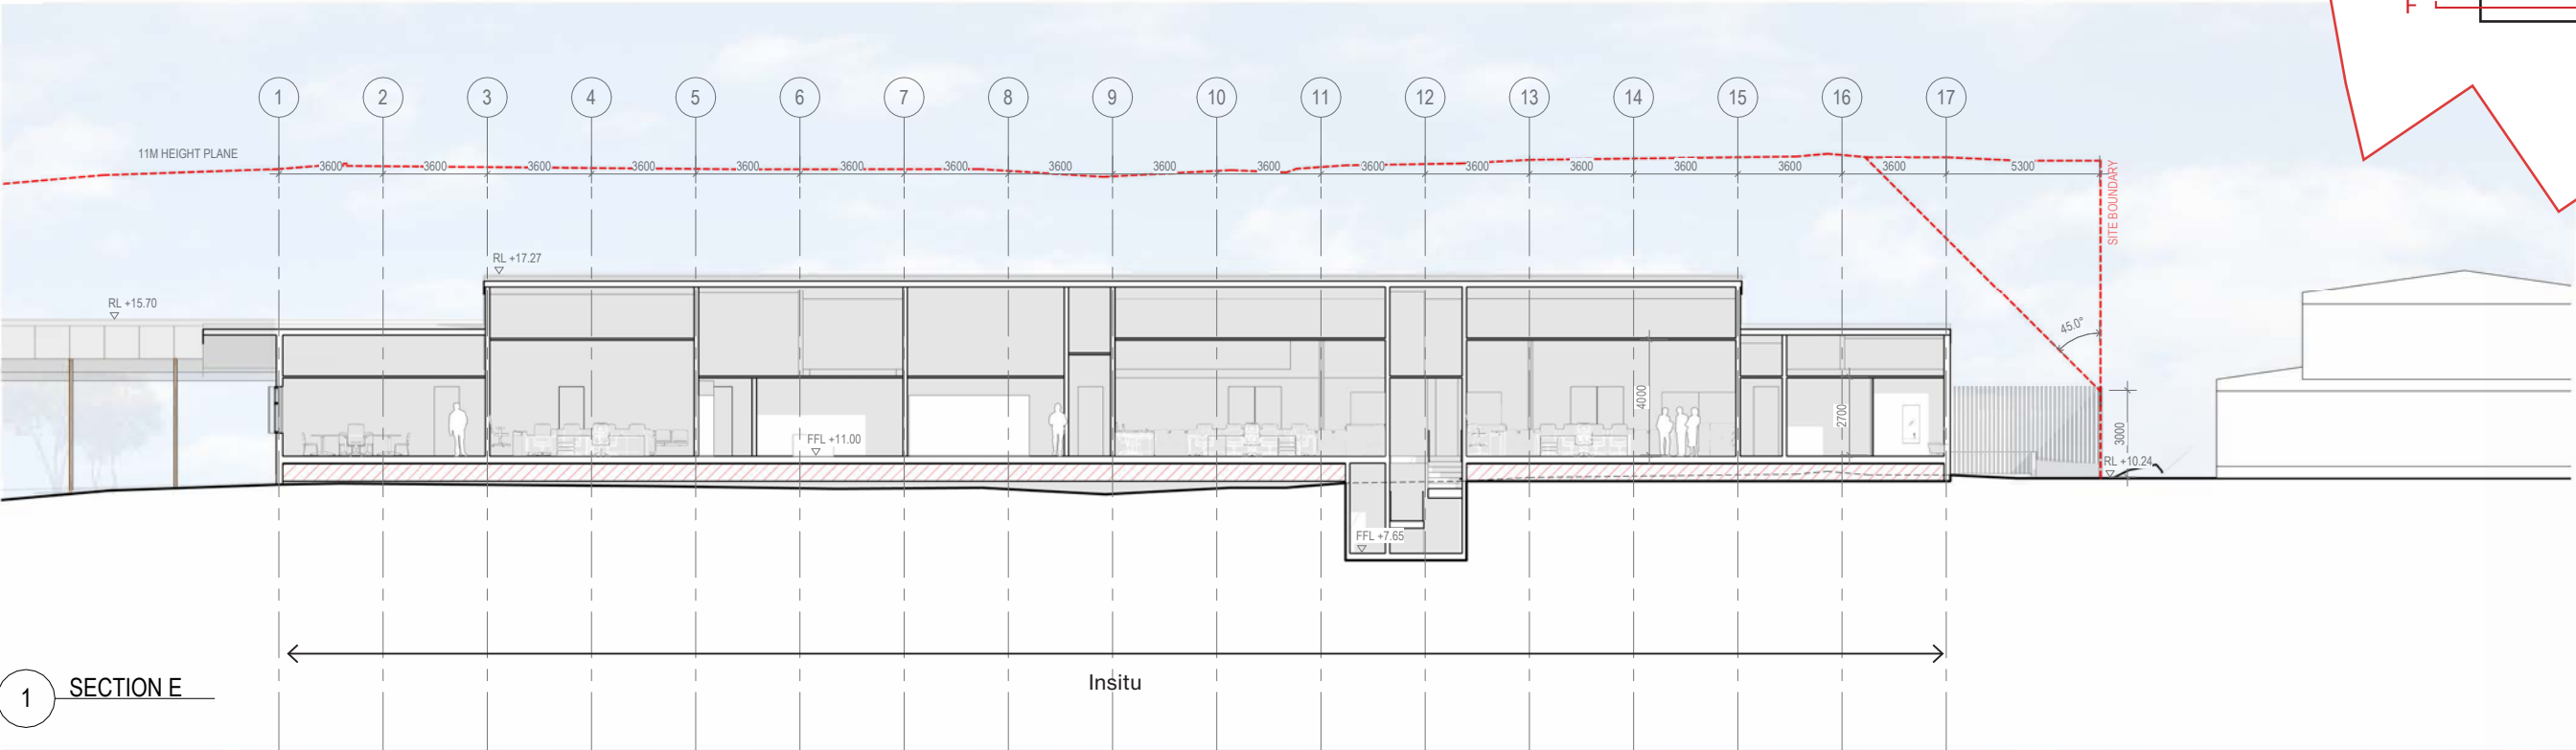 F
1 2 3 4 5 6 7 8 9 10 11 12 13 14 15 16 17
11M HEIGHT PLANE
3600 3600 3600 3600 3600 3600 3600 3600 3600 3600 3600 3600 3600 3600 3600 3600 5300
SITE BOUNDARY
RL +17.27
RL +15.70
45.0°
4000
2700
3000
FFL +11.00
RL +10.24
FFL +7.65
Insitu
1 SECTION E